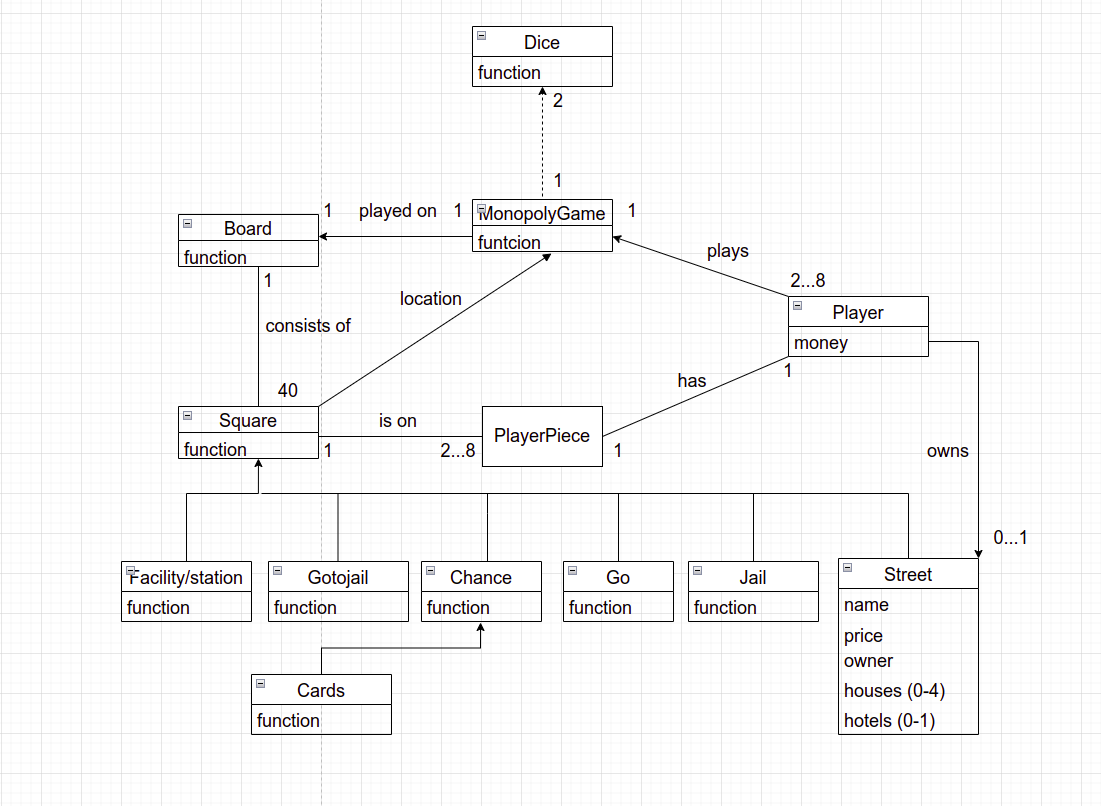 Dice
function
2
1
1
played on
1
MonopolyGame
1
Board
funtcion
plays
function
1
2...8
location
Player
consists of
money
has
1
40
Square
is on
PlayerPiece
function
1
2...8
1
owns
0...1
Facility/station
Gotojail
Chance
Go
Jail
Street
function
function
function
function
function
name
price
owner
Cards
houses (0-4)
function
hotels (0-1)